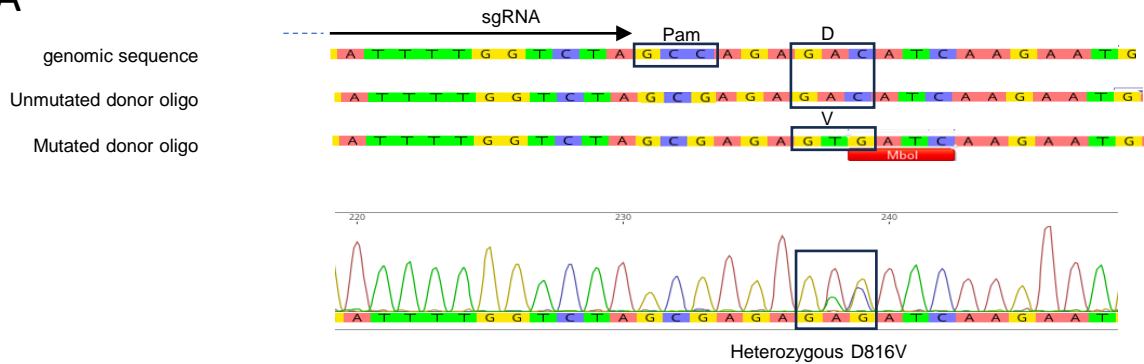 A
sgRNA
Pam D
genomic sequence A T T T T G G T C T A G C C A G A G A C A T C A A G A A T G
Unmutated donor oligo A T T T T G G T C T A G C G A G A G A C A T C A A G A A T G
V
Mutated donor oligo A T T T T G G T C T A G C G A G A G T G A T C A A G A A T G
MboI
220 230 240
A T T T T G G T C T A G C G A G A G A G A T C A A G A A T
Heterozygous D816V